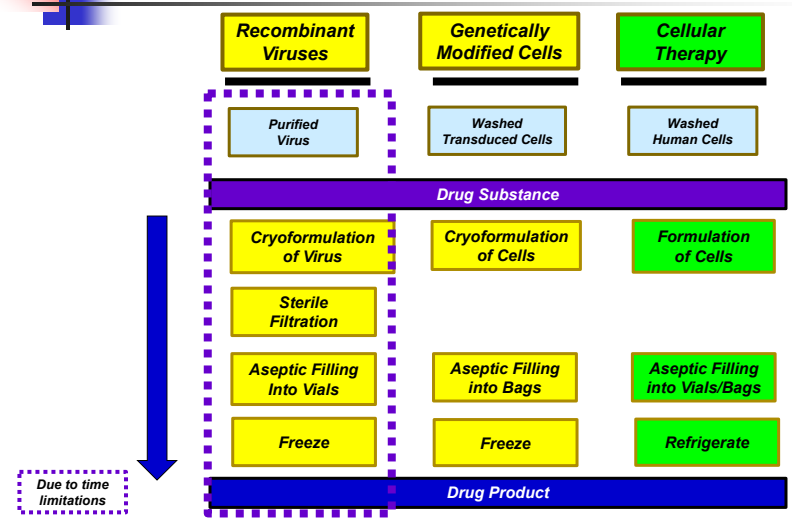 Recombinant
Viruses
Genetically
Modified Cells
Cellular
Therapy
Purified
Virus
Washed
Transduced Cells
Washed
Human Cells
Drug Substance
Cryoformulation
of Virus
Cryoformulation
of Cells
Formulation
of Cells
Sterile
Filtration
Aseptic Filling
Into Vials
Aseptic Filling
into Bags
Aseptic Filling
into Vials/Bags
Freeze
Freeze
Refrigerate
Due to time
limitations
Drug Product